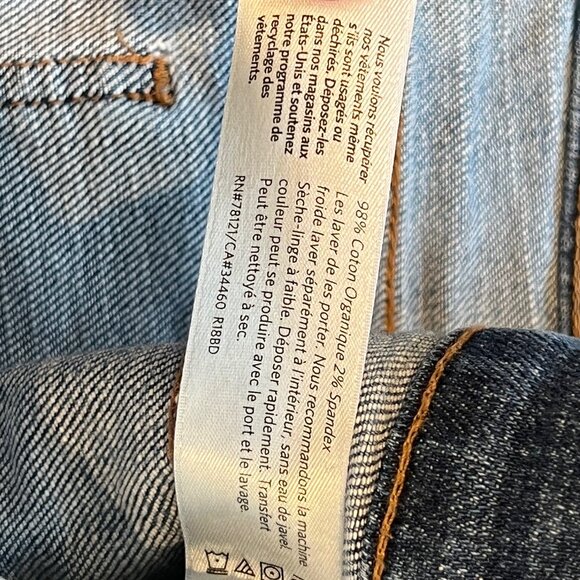 Nous voulons récupérer
nos vêtements même
s'ils sont usagés ou
déchirés. Déposez-les
dans nos magasins aux
États-Unis et soutenez
notre programme de
recyclage des
vêtements.
98% Coton Organique 2% Spandex
Les laver de les porter. Nous recommandons la machine
froide laver séparément à l'intérieur, sans eau de javel.
Sèche-linge à faible. Déposer rapidement. Transfert
couleur peut se produire avec le port et le lavage.
Peut être nettoyé à sec.
RN#78121/CA#34460 R18BD